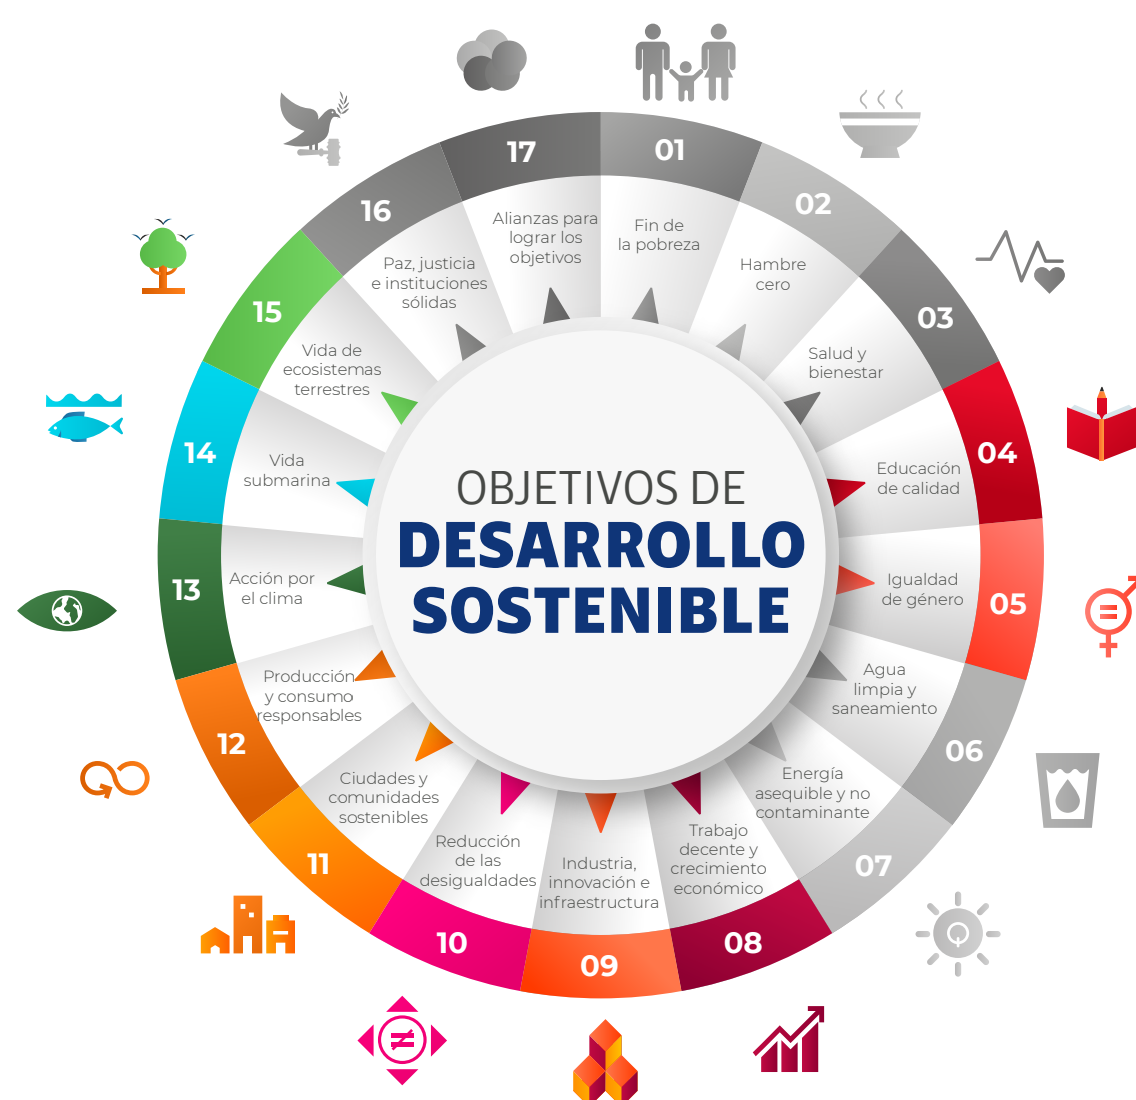 OBJETIVOS DE
DESARROLLO
SOSTENIBLE
01
Fin de
la pobreza
02
Hambre
cero
03
Salud y
bienestar
04
Educación
de calidad
05
Igualdad
de género
06
Agua
limpia y
saneamiento
07
Energía
asequible y no
contaminante
08
Trabajo
decente y
crecimiento
económico
09
Industria,
innovación e
infraestructura
10
Reducción
de las
desigualdades
11
Ciudades y
comunidades
sostenibles
12
Producción
y consumo
responsables
13
Acción por
el clima
14
Vida
submarina
15
Vida de
ecosistemas
terrestres
16
Paz, justicia
e instituciones
sólidas
17
Alianzas para
lograr los
objetivos